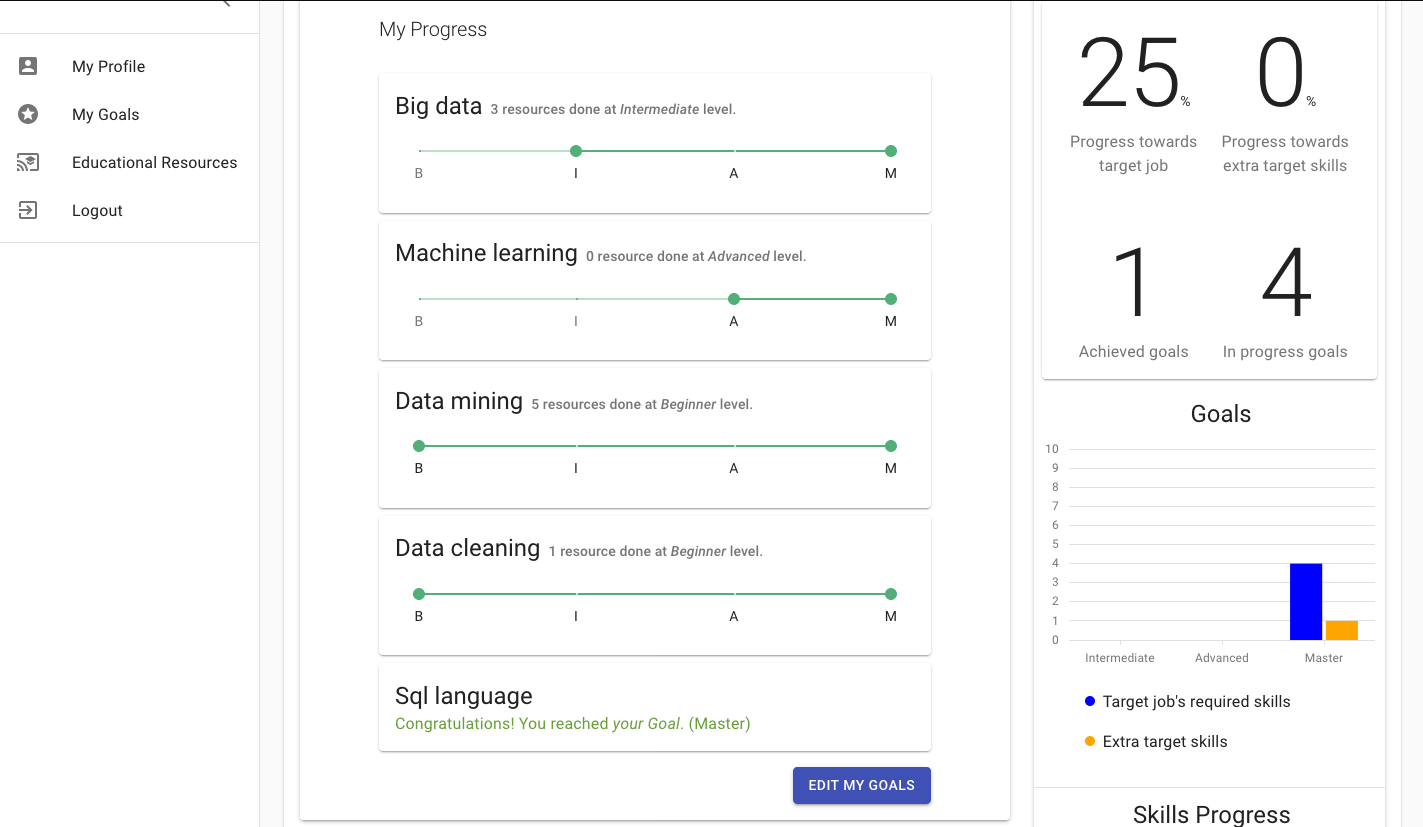 My Profile
My Goals
Educational Resources
Logout
My Progress
Big data 3 resources done at Intermediate level.
B I A M
Machine learning 0 resource done at Advanced level.
B I A M
Data mining 5 resources done at Beginner level.
B I A M
Data cleaning 1 resource done at Beginner level.
B I A M
Sql language
Congratulations! You reached your Goal. (Master)
EDIT MY GOALS
25 %
Progress towards
target job
0 %
Progress towards
extra target skills
1
Achieved goals
4
In progress goals
Goals
10
9
8
7
6
5
4
3
2
1
0
Intermediate Advanced Master
Target job's required skills
Extra target skills
Skills Progress